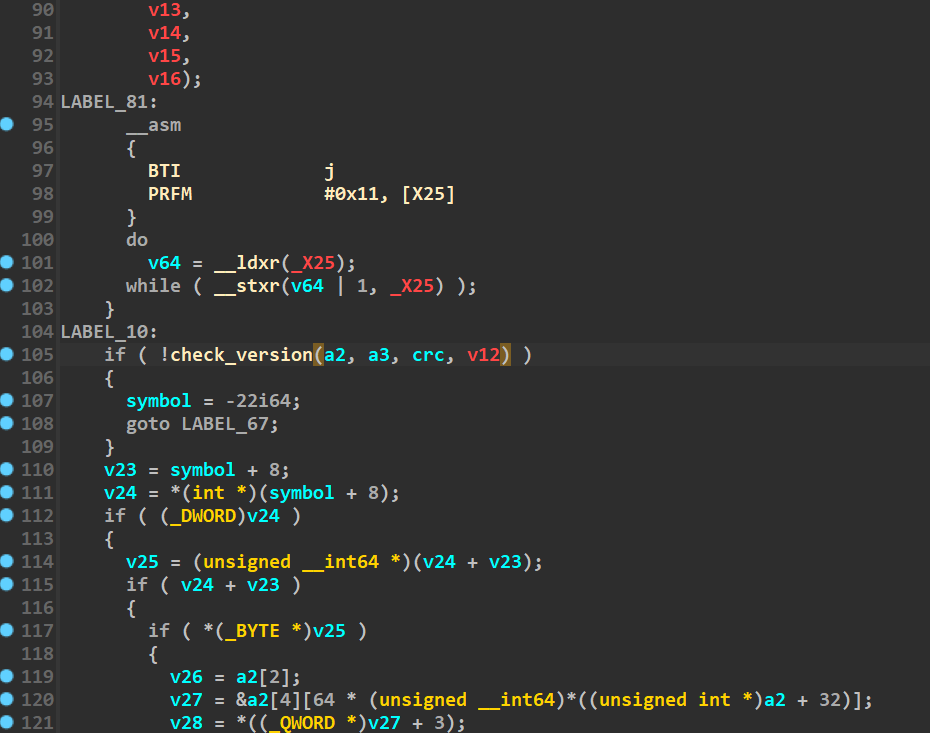 90 v13,
91 v14,
92 v15,
93 v16);
94 LABEL_81:
95 __asm
96 {
97 BTI j
98 PRFM #0x11, [X25]
99 }
100 do
101 v64 = __ldxr(_X25);
102 while ( __stxr(v64 | 1, _X25) );
103 }
104 LABEL_10:
105 if ( !check_version(a2, a3, crc, v12) )
106 {
107 symbol = -22i64;
108 goto LABEL_67;
109 }
110 v23 = symbol + 8;
111 v24 = *(int *)(symbol + 8);
112 if ( (_DWORD)v24 )
113 {
114 v25 = (unsigned __int64 *)(v24 + v23);
115 if ( v24 + v23 )
116 {
117 if ( *(_BYTE *)v25 )
118 {
119 v26 = a2[2];
120 v27 = &a2[4][64 * (unsigned __int64)*((unsigned int *)a2 + 32)];
121 v28 = *((_QWORD *)v27 + 3);